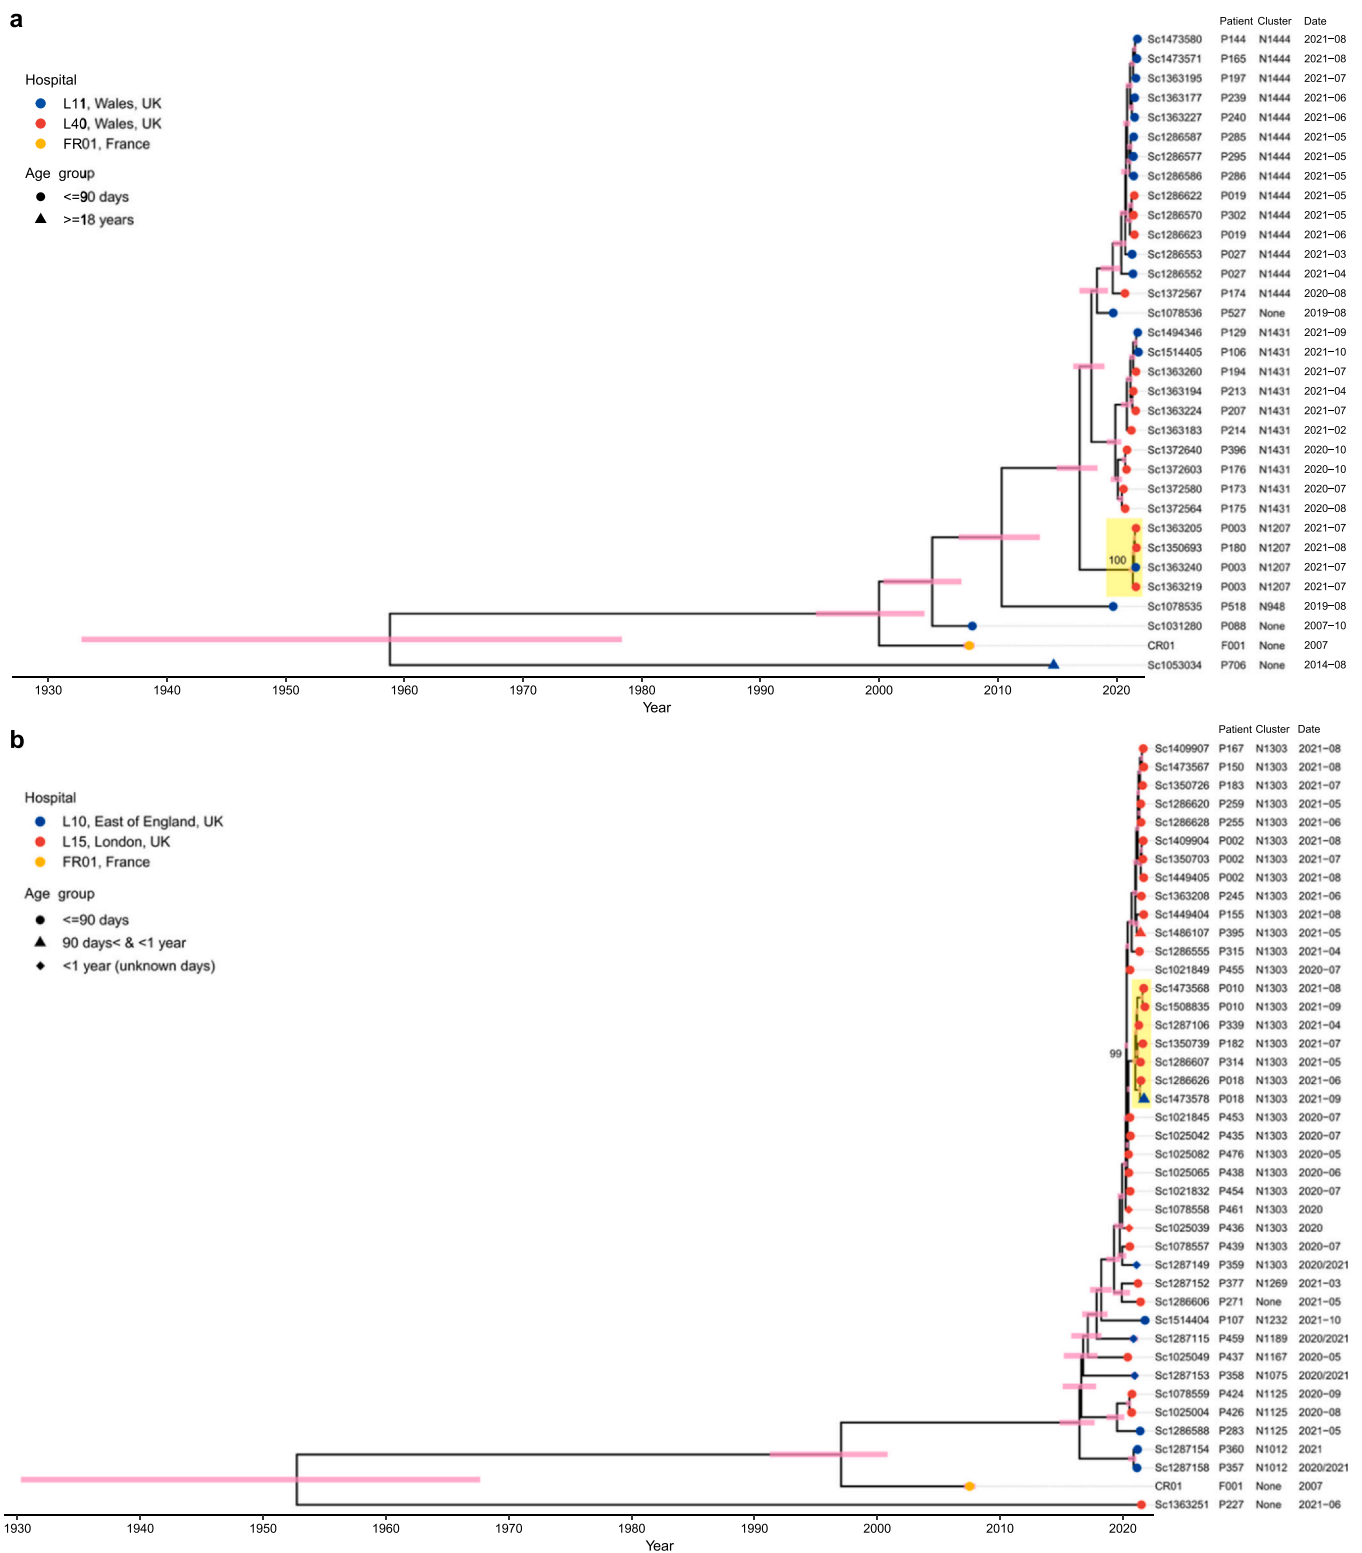 a
Patient Cluster Date
Sc1473580 P144 N1444 2021-08
Hospital
Sc1473571 P165 N1444 2021-08
Sc1363195 P197 N1444 2021-07
L11, Wales, UK
Sc1363177 P239 N1444 2021-06
L40, Wales, UK
Sc1363227 P240 N1444 2021-06
FR01, France
Sc1286587 P285 N1444 2021-05
Sc1286577 P295 N1444 2021-05
Age group
Sc1286586 P286 N1444 2021-05
<=90 days
Sc1286622 P019 N1444 2021-05
>=18 years
Sc1286570 P302 N1444 2021-05
Sc1286623 P019 N1444 2021-06
Sc1286553 P027 N1444 2021-03
Sc1286552 P027 N1444 2021-04
Sc1372567 P174 N1444 2020-08
Sc1078536 P527 None 2019-08
Sc1494346 P129 N1431 2021-09
Sc1514405 P106 N1431 2021-10
Sc1363260 P194 N1431 2021-07
Sc1363194 P213 N1431 2021-04
Sc1363224 P207 N1431 2021-07
Sc1363183 P214 N1431 2021-02
Sc1372640 P396 N1431 2020-10
Sc1372603 P176 N1431 2020-10
Sc1372580 P173 N1431 2020-07
Sc1372564 P175 N1431 2020-08
Sc1363205 P003 N1207 2021-07
Sc1350693 P180 N1207 2021-08
100
Sc1363240 P003 N1207 2021-07
Sc1363219 P003 N1207 2021-07
Sc1078535 P518 N948 2019-08
Sc1031280 P088 None 2007-10
CR01 F001 None 2007
Sc1053034 P706 None 2014-08
1930 1940 1950 1960 1970 1980 1990 2000 2010 2020
Year
b
Patient Cluster Date
Sc1409907 P167 N1303 2021-08
Sc1473567 P150 N1303 2021-08
Sc1350726 P183 N1303 2021-07
Hospital
Sc1286620 P259 N1303 2021-05
L10, East of England, UK
Sc1286628 P255 N1303 2021-06
L15, London, UK
Sc1409904 P002 N1303 2021-08
FR01, France
Sc1350703 P002 N1303 2021-07
Sc1449405 P002 N1303 2021-08
Age group
Sc1363208 P245 N1303 2021-06
<=90 days
Sc1449404 P155 N1303 2021-08
Sc1486107 P395 N1303 2021-05
90 days< & <1 year
Sc1286555 P315 N1303 2021-04
<1 year (unknown days)
Sc1021849 P455 N1303 2020-07
Sc1473568 P010 N1303 2021-08
Sc1508835 P010 N1303 2021-09
Sc1287106 P339 N1303 2021-04
Sc1350739 P182 N1303 2021-07
99
Sc1286607 P314 N1303 2021-05
Sc1286626 P018 N1303 2021-06
Sc1473578 P018 N1303 2021-09
Sc1021845 P453 N1303 2020-07
Sc1025042 P435 N1303 2020-07
Sc1025082 P476 N1303 2020-05
Sc1025065 P438 N1303 2020-06
Sc1021832 P454 N1303 2020-07
Sc1078558 P461 N1303 2020
Sc1025039 P436 N1303 2020
Sc1078557 P439 N1303 2020-07
Sc1287149 P359 N1303 2020/2021
Sc1287152 P377 N1269 2021-03
Sc1286606 P271 None 2021-05
Sc1514404 P107 N1232 2021-10
Sc1287115 P459 N1189 2020/2021
Sc1025049 P437 N1167 2020-05
Sc1287153 P358 N1075 2020/2021
Sc1078559 P424 N1125 2020-09
Sc1025004 P426 N1125 2020-08
Sc1286588 P283 N1125 2021-05
Sc1287154 P360 N1012 2021
Sc1287158 P357 N1012 2020/2021
CR01 F001 None 2007
Sc1363251 P227 None 2021-06
1930 1940 1950 1960 1970 1980 1990 2000 2010 2020
Year